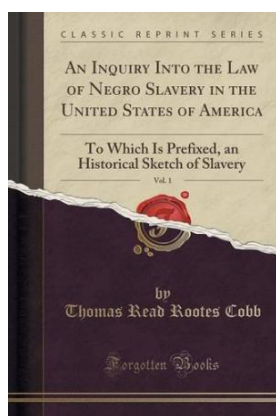 CLASSIC REPRINT SERIES
AN INQUIRY INTO THE LAW
OF NEGRO SLAVERY IN THE
UNITED STATES OF AMERICA
To Which Is Prefixed, an
Historical Sketch of Slavery
Vol. 1
by
Thomas Read Rootes Cobb
Forgotten Books